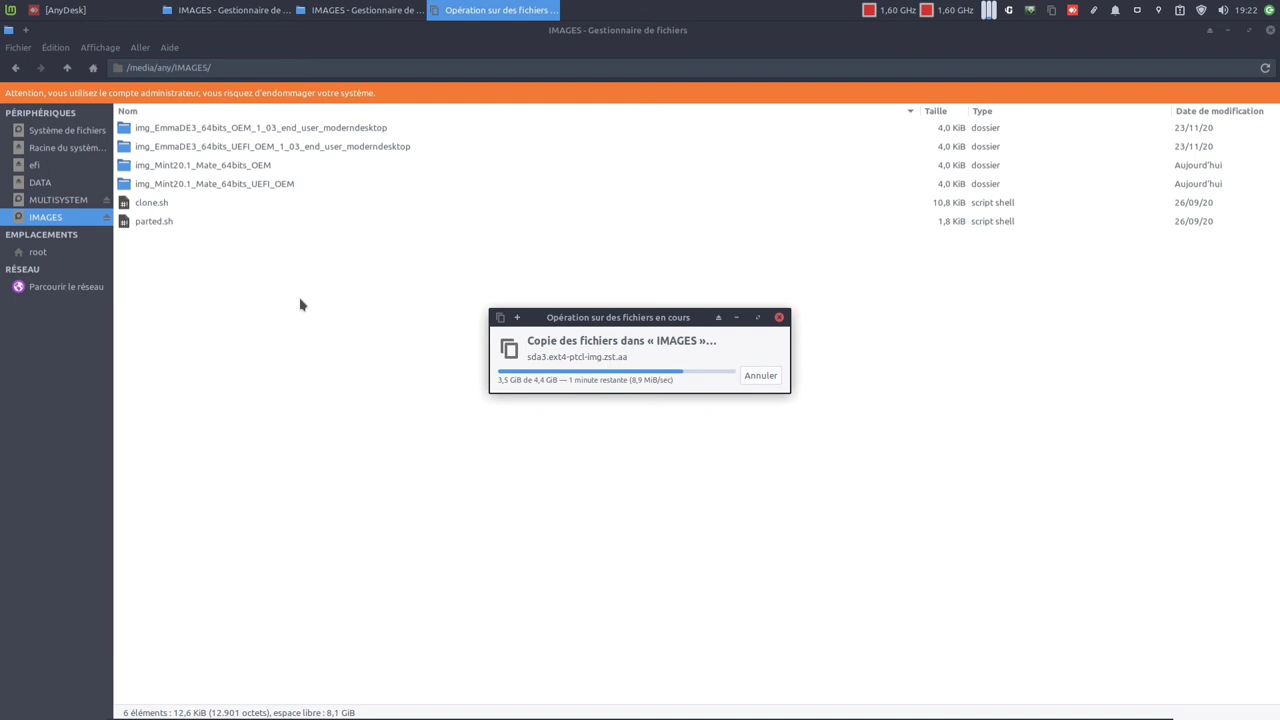 [AnyDesk]
IMAGES - Gestionnaire de ...
IMAGES - Gestionnaire de ...
Opération sur des fichiers ...
1,60 GHz
1,60 GHz
19:22
IMAGES - Gestionnaire de fichiers
Fichier Édition Affichage Aller Aide
/media/any/IMAGES/
Attention, vous utilisez le compte administrateur, vous risquez d'endommager votre système.
PÉRIPHÉRIQUES
Système de fichiers
Racine du systèm...
efi
DATA
MULTISYSTEM
IMAGES
EMPLACEMENTS
root
RÉSEAU
Parcourir le réseau
Nom Taille Type Date de modification
img_EmmaDE3_64bits_OEM_1_03_end_user_moderndesktop 4,0 KiB dossier 23/11/20
img_EmmaDE3_64bits_UEFI_OEM_1_03_end_user_moderndesktop 4,0 KiB dossier 23/11/20
img_Mint20.1_Mate_64bits_OEM 4,0 KiB dossier Aujourd'hui
img_Mint20.1_Mate_64bits_UEFI_OEM 4,0 KiB dossier Aujourd'hui
clone.sh 10,8 KiB script shell 26/09/20
parted.sh 1,8 KiB script shell 26/09/20
Opération sur des fichiers en cours
Copie des fichiers dans « IMAGES »...
sda3.ext4-ptcl-img.zst.aa
3,5 GiB de 4,4 GiB — 1 minute restante (8,9 MiB/sec)
Annuler
6 éléments : 12,6 KiB (12.901 octets), espace libre : 8,1 GiB